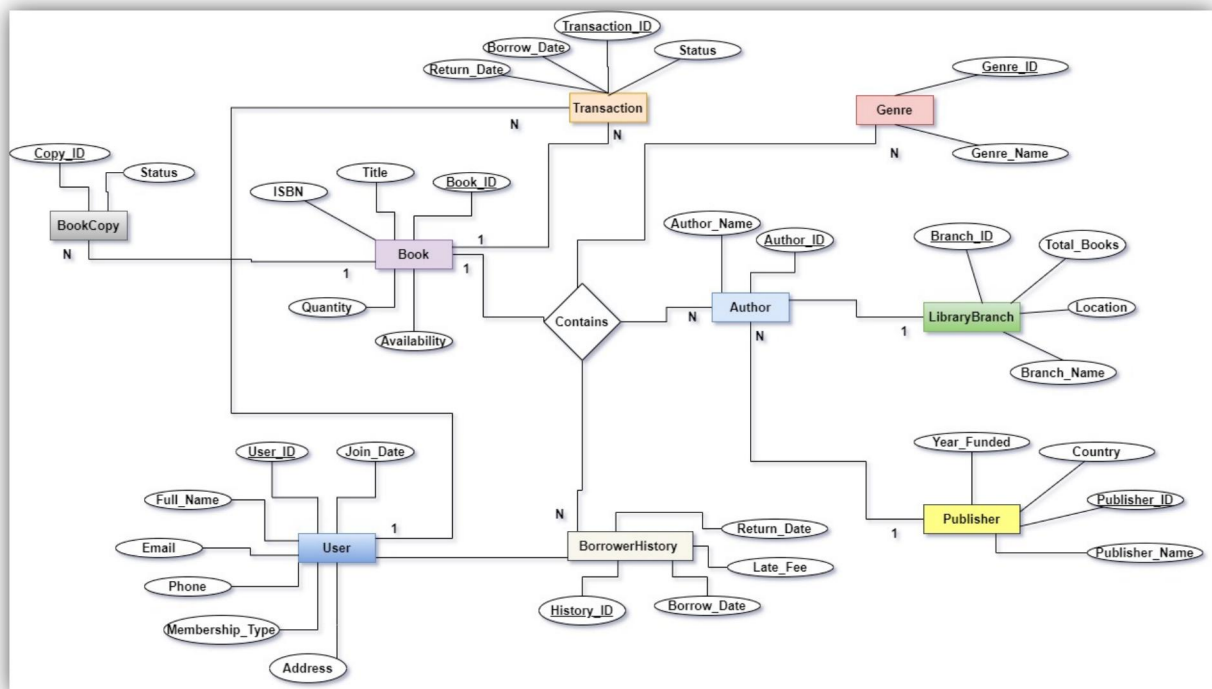 Transaction_ID
Borrow_Date
Status
Return_Date
Transaction
N
N
Genre_ID
Genre
N
Genre_Name
Copy_ID
Status
BookCopy
N
Title
ISBN
Book_ID
Book
1
1
1
Quantity
Availability
Contains
Author_Name
Author_ID
Author
N
N
Branch_ID
Total_Books
Location
LibraryBranch
1
Branch_Name
User_ID
Join_Date
Full_Name
1
Email
User
Phone
Membership_Type
Address
N
BorrowerHistory
Return_Date
Late_Fee
History_ID
Borrow_Date
Year_Funded
Country
Publisher_ID
Publisher
1
Publisher_Name